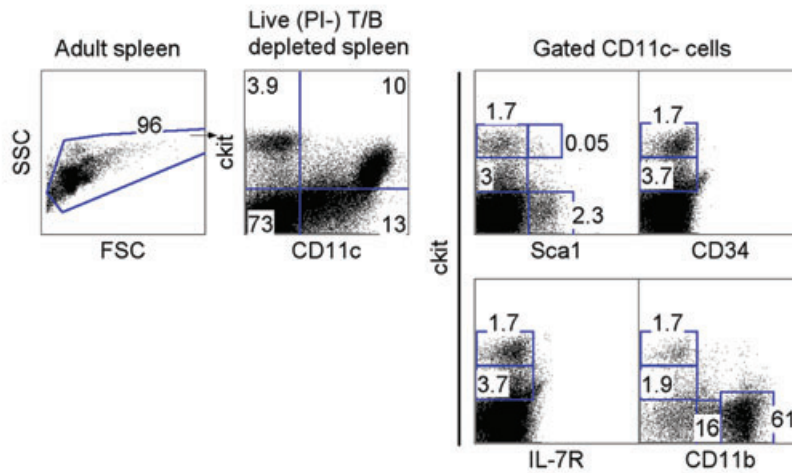 Adult spleen
Live (PI-) T/B
depleted spleen
Gated CD11c- cells
96
SSC
FSC
3.9
10
ckit
73
13
CD11c
ckit
1.7
0.05
3
2.3
Sca1
1.7
3.7
CD34
1.7
3.7
IL-7R
1.7
1.9
16
61
CD11b